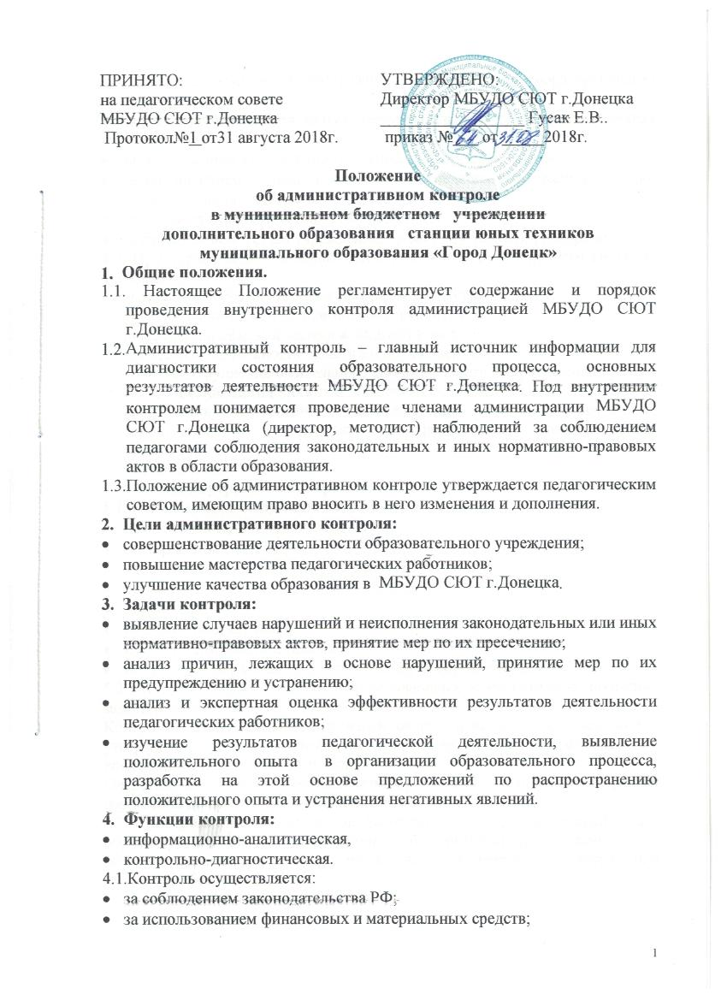 ПРИНЯТО:
на педагогическом совете
МБУДО СЮТ г.Донецка
Протокол№1 от31 августа 2018г.
УТВЕРЖДЕНО:
Директор МБУДО СЮТ г.Донецка
__________________ Гусак Е.В..
приказ № 64 от 31.08 2018г.
Положение
об административном контроле
в муниципальном бюджетном учреждении
дополнительного образования станции юных техников
муниципального образования «Город Донецк»
1. Общие положения.
1.1. Настоящее Положение регламентирует содержание и порядок
проведения внутреннего контроля администрацией МБУДО СЮТ
г.Донецка.
1.2.Административный контроль – главный источник информации для
диагностики состояния образовательного процесса, основных
результатов деятельности МБУДО СЮТ г.Донецка. Под внутренним
контролем понимается проведение членами администрации МБУДО
СЮТ г.Донецка (директор, методист) наблюдений за соблюдением
педагогами соблюдения законодательных и иных нормативно-правовых
актов в области образования.
1.3.Положение об административном контроле утверждается педагогическим
советом, имеющим право вносить в него изменения и дополнения.
2. Цели административного контроля:
• совершенствование деятельности образовательного учреждения;
• повышение мастерства педагогических работников;
• улучшение качества образования в МБУДО СЮТ г.Донецка.
3. Задачи контроля:
• выявление случаев нарушений и неисполнения законодательных или иных
нормативно-правовых актов, принятие мер по их пресечению;
• анализ причин, лежащих в основе нарушений, принятие мер по их
предупреждению и устранению;
• анализ и экспертная оценка эффективности результатов деятельности
педагогических работников;
• изучение результатов педагогической деятельности, выявление
положительного опыта в организации образовательного процесса,
разработка на этой основе предложений по распространению
положительного опыта и устранения негативных явлений.
4. Функции контроля:
• информационно-аналитическая,
• контрольно-диагностическая.
4.1.Контроль осуществляется:
• за соблюдением законодательства РФ;
• за использованием финансовых и материальных средств;
1